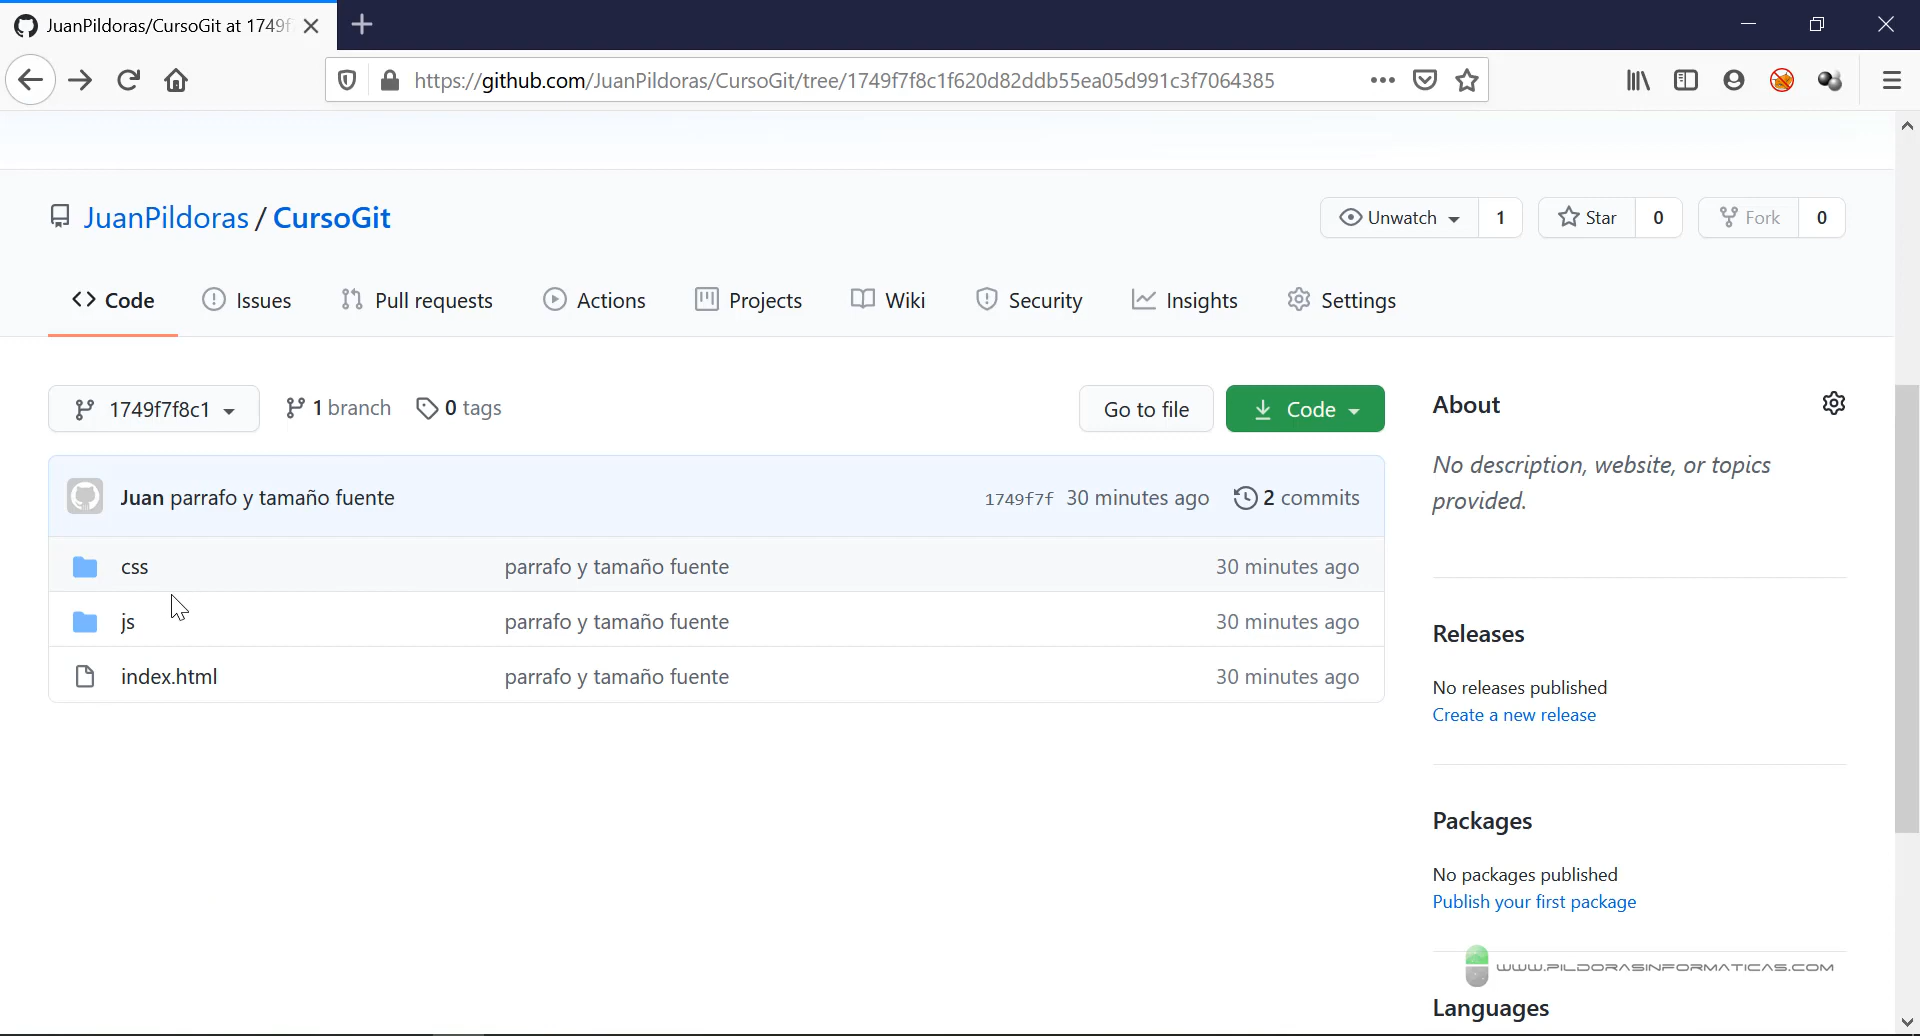 JuanPildoras/CursoGit at 1749f
https://github.com/JuanPildoras/CursoGit/tree/1749f7f8c1f620d82ddb55ea05d991c3f7064385
JuanPildoras / CursoGit
Unwatch 1 Star 0 Fork 0
Code Issues Pull requests Actions Projects Wiki Security Insights Settings
1749f7f8c1 1 branch 0 tags Go to file Code
Juan parrafo y tamaño fuente 1749f7f 30 minutes ago 2 commits
css parrafo y tamaño fuente 30 minutes ago
js parrafo y tamaño fuente 30 minutes ago
index.html parrafo y tamaño fuente 30 minutes ago
About
No description, website, or topics
provided.
Releases
No releases published
Create a new release
Packages
No packages published
Publish your first package
WWW.PILDORASINFORMATICAS.COM
Languages